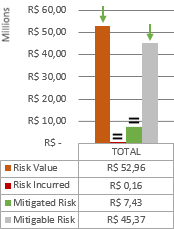 Millions
R$ 60,00
R$ 50,00
R$ 40,00
R$ 30,00
R$ 20,00
R$ 10,00
R$ -
TOTAL
Risk Value R$ 52,96
Risk Incurred R$ 0,16
Mitigated Risk R$ 7,43
Mitigable Risk R$ 45,37